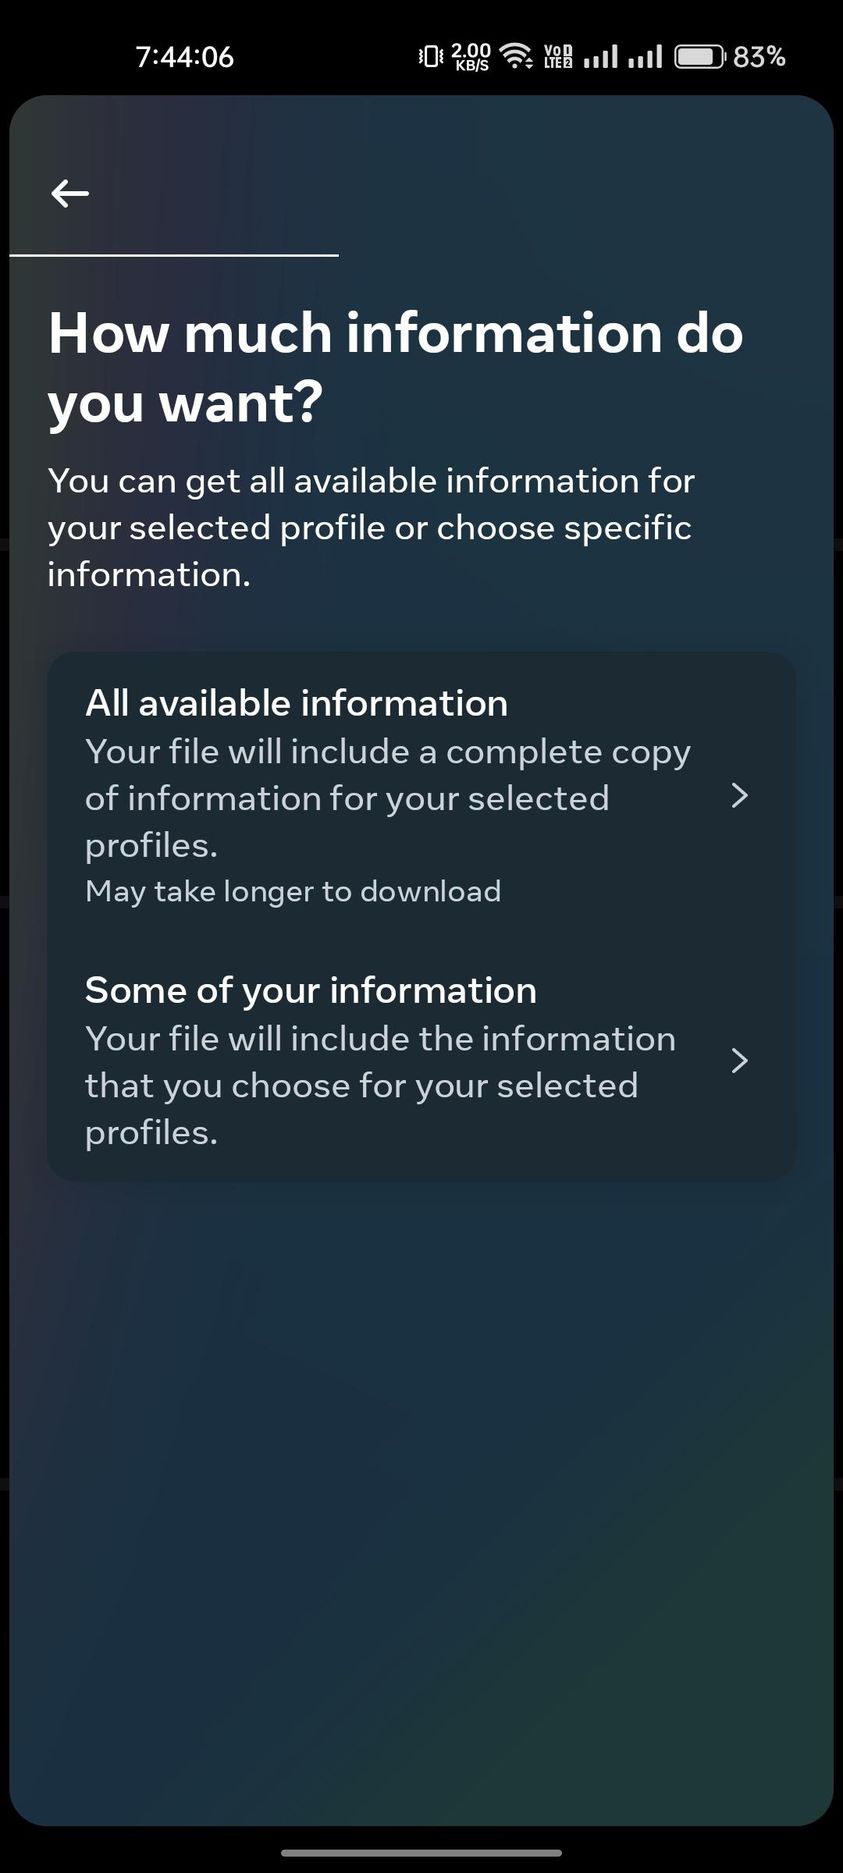 7:44:06 2.00 KB/S Vo 1 LTE 2 83%
How much information do
you want?
You can get all available information for
your selected profile or choose specific
information.
All available information
Your file will include a complete copy
of information for your selected
profiles.
May take longer to download
Some of your information
Your file will include the information
that you choose for your selected
profiles.